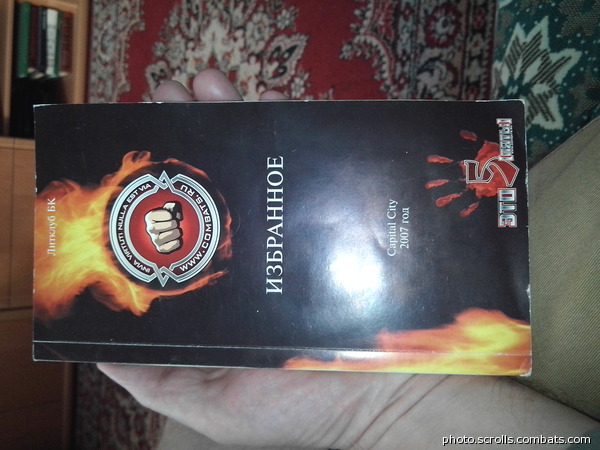 Литклуб БК
INVIA VIRTUTI NULLA EST VIA
WWW.COMBATS.RU
ИЗБРАННОЕ
Capital City
2007 год
ЭТО 5
photo.scrolls.combats.com